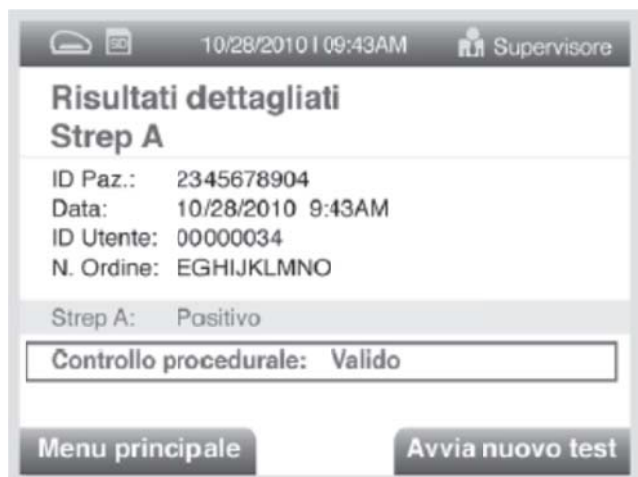 SD 10/28/2010 | 09:43AM Supervisore
Risultati dettagliati
Strep A
ID Paz.: 2345678904
Data: 10/28/2010 9:43AM
ID Utente: 00000034
N. Ordine: EGHIJKLMNO
Strep A: Positivo
Controllo procedurale: Valido
Menu principale Avvia nuovo test